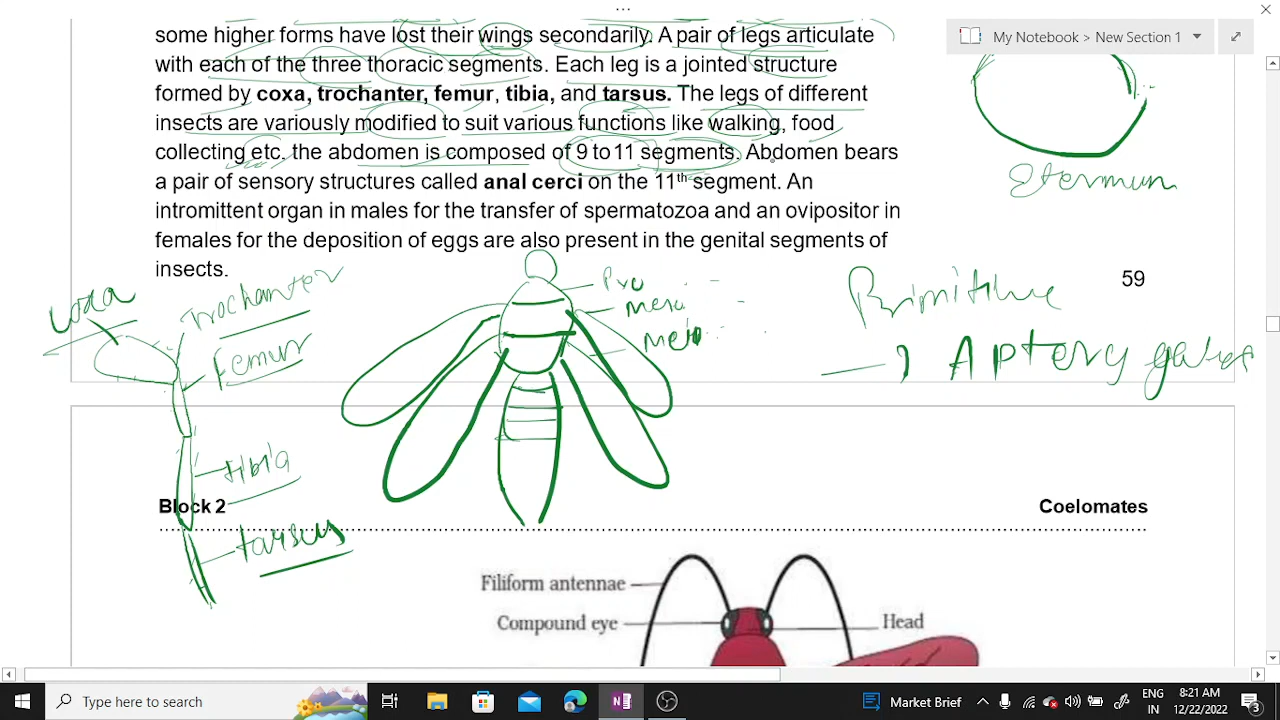 ...
My Notebook > New Section 1
some higher forms have lost their wings secondarily. A pair of legs articulate
with each of the three thoracic segments. Each leg is a jointed structure
formed by coxa, trochanter, femur, tibia, and tarsus. The legs of different
insects are variously modified to suit various functions like walking, food
collecting etc. the abdomen is composed of 9 to 11 segments. Abdomen bears
a pair of sensory structures called anal cerci on the 11th segment. An
intromittent organ in males for the transfer of spermatozoa and an ovipositor in
females for the deposition of eggs are also present in the genital segments of
insects.
59
Pro
Coxa
Trochanter
Femur
tibia
tarsus
Primitive
Block 2
Coelomates
Filiform antennae
Compound eye
Head
Type here to search
Market Brief
ENG
IN
8:21 AM
12/22/2022
3